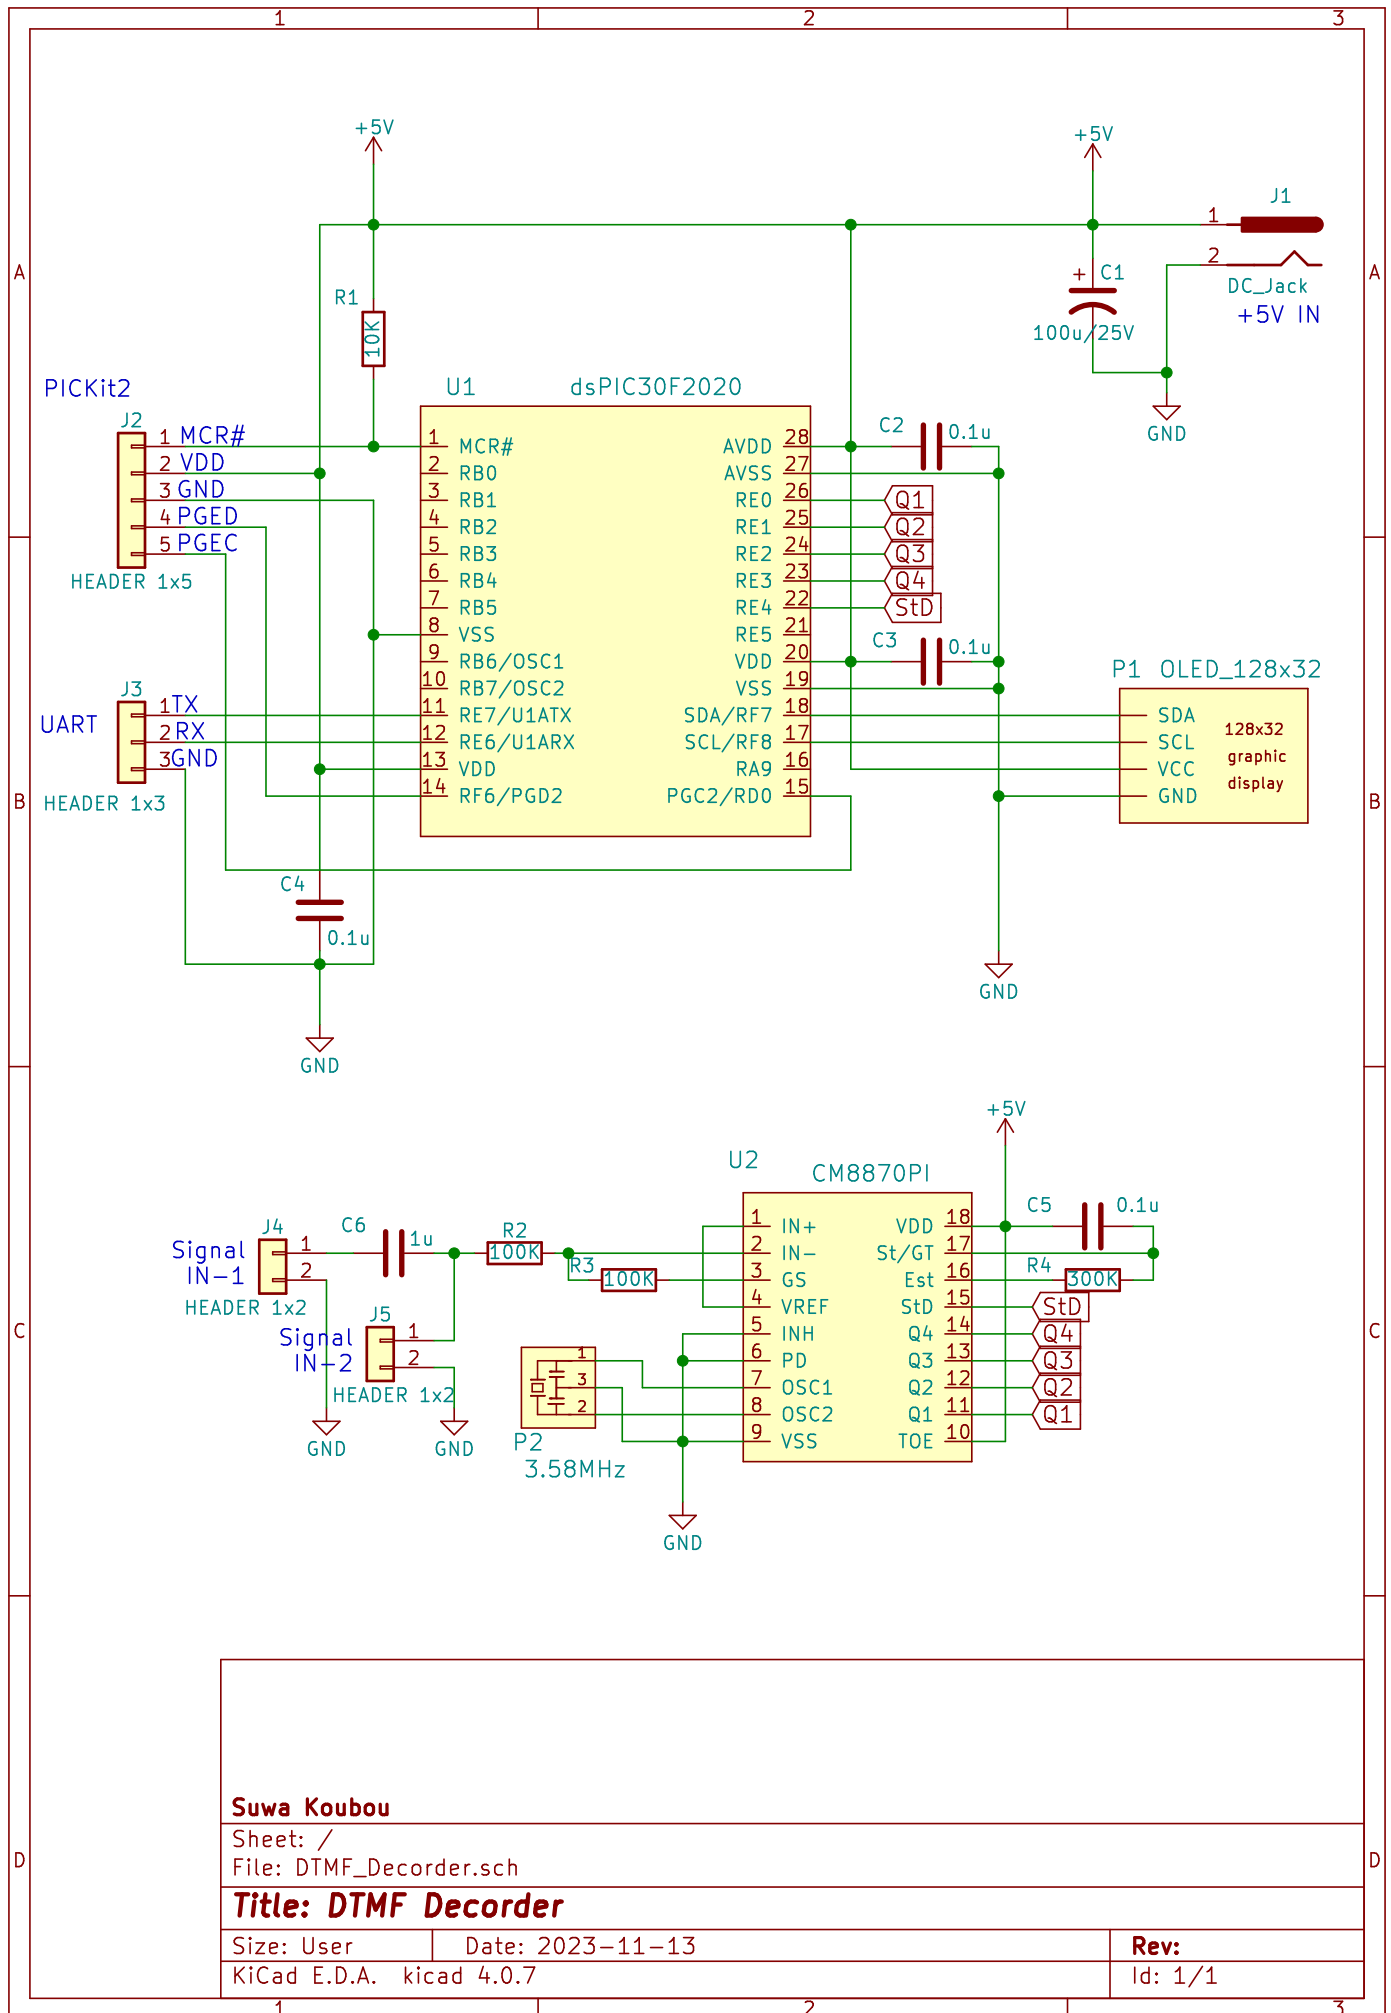 1 2 3
+5V
+5V
J1
1
2
DC_Jack
+5V IN
A
A
+ C1
100u/25V
GND
R1
10K
PICKit2
J2
1 MCR#
2 VDD
3 GND
4 PGED
5 PGEC
HEADER 1x5
U1 dsPIC30F2020
1 MCR# AVDD 28
2 RB0 AVSS 27
3 RB1 RE0 26
4 RB2 RE1 25
5 RB3 RE2 24
6 RB4 RE3 23
7 RB5 RE4 22
8 VSS RE5 21
9 RB6/OSC1 VDD 20
10 RB7/OSC2 VSS 19
11 RE7/U1ATX SDA/RF7 18
12 RE6/U1ARX SCL/RF8 17
13 VDD RA9 16
14 RF6/PGD2 PGC2/RD0 15
C2 0.1u
Q1
Q2
Q3
Q4
StD
C3 0.1u
P1 OLED_128x32
SDA
SCL
VCC
GND
128x32
graphic
display
J3
UART
1 TX
2 RX
3 GND
HEADER 1x3
B
B
C4
0.1u
GND
GND
+5V
U2 CM8870PI
1 IN+ VDD 18
2 IN- St/GT 17
3 GS Est 16
4 VREF StD 15
5 INH Q4 14
6 PD Q3 13
7 OSC1 Q2 12
8 OSC2 Q1 11
9 VSS TOE 10
C5 0.1u
R4 300K
StD
Q4
Q3
Q2
Q1
J4
Signal
IN-1
1
2
HEADER 1x2
C6 1u
R2
100K
R3 100K
J5
Signal
IN-2
1
2
HEADER 1x2
C
C
GND
GND
1
3
2
P2
3.58MHz
GND
Suwa Koubou
Sheet: /
File: DTMF_Decorder.sch
D
D
Title: DTMF Decorder
Size: User Date: 2023-11-13 Rev:
KiCad E.D.A. kicad 4.0.7 Id: 1/1
1 2 3